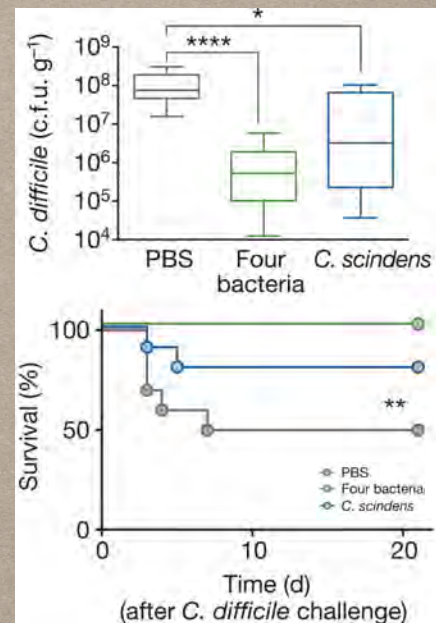 *
****
C. difficile (c.f.u. g⁻¹)
10⁹
10⁸
10⁷
10⁶
10⁵
10⁴
PBS
Four bacteria
C. scindens
Survival (%)
100
50
0
**
PBS
Four bacteria
C. scindens
0
10
20
Time (d)
(after C. difficile challenge)